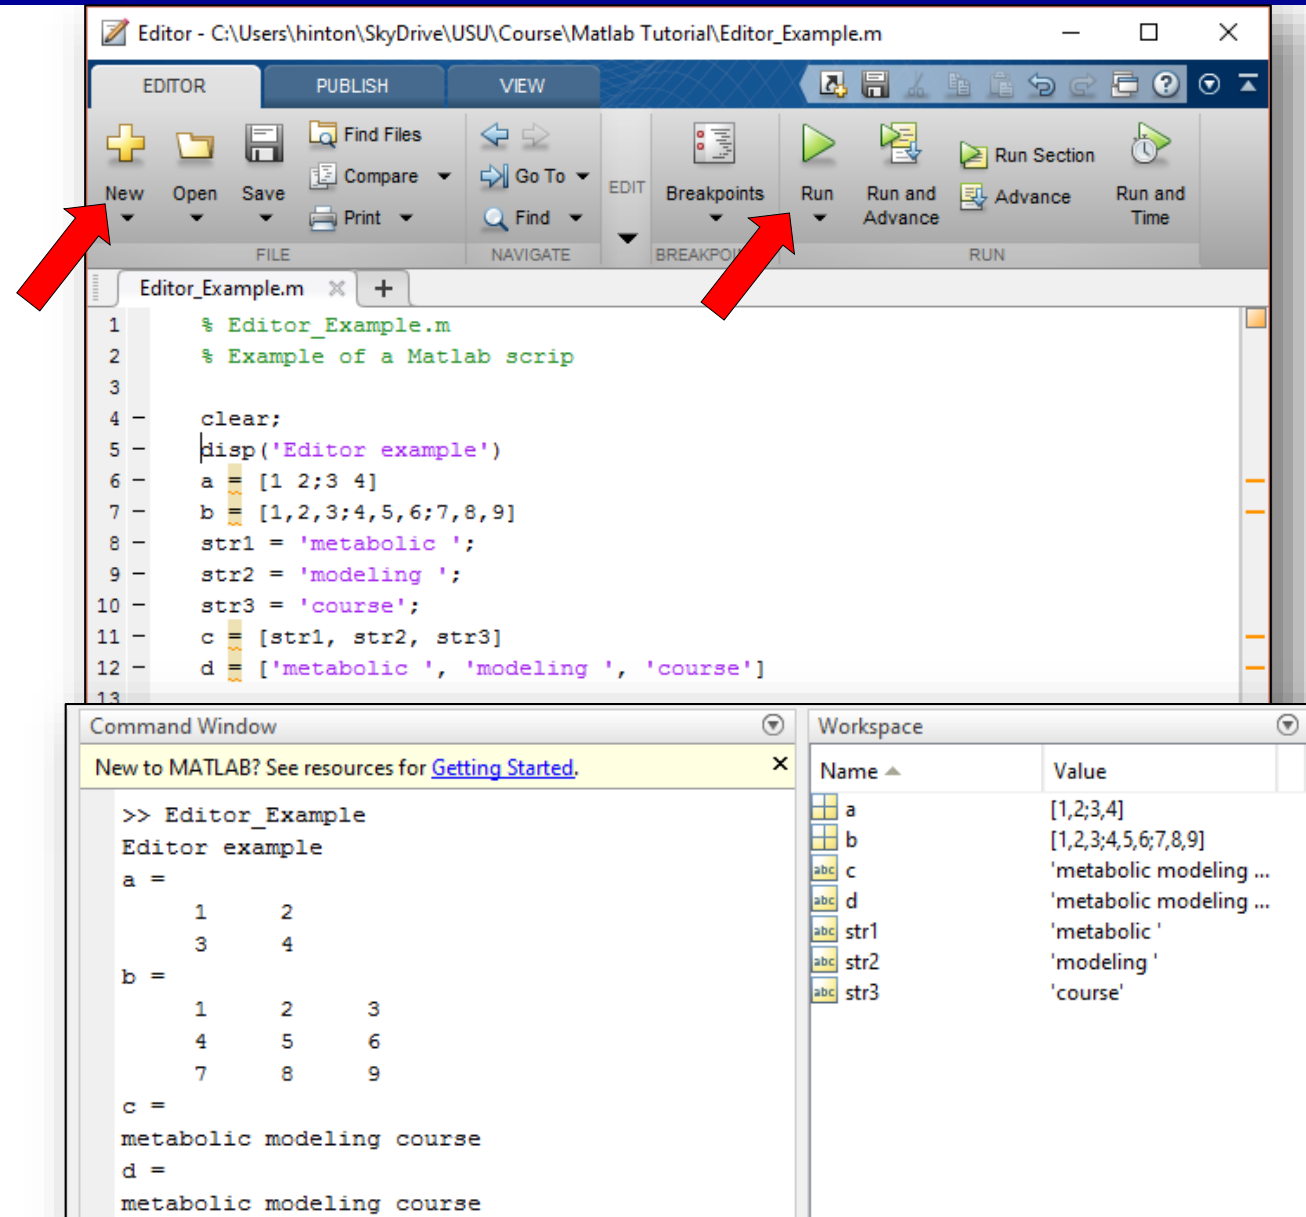 Editor - C:\Users\hinton\SkyDrive\USU\Course\Matlab Tutorial\Editor_Example.m
EDITOR PUBLISH VIEW
New Open Save
Find Files
Compare
Print
Go To
Find
EDIT
Breakpoints
Run
Run and Advance
Run Section
Advance
Run and Time
FILE NAVIGATE BREAKPO RUN
Editor_Example.m
1 % Editor_Example.m
2 % Example of a Matlab scrip
3
4 - clear;
5 - disp('Editor example')
6 - a = [1 2;3 4]
7 - b = [1,2,3;4,5,6;7,8,9]
8 - str1 = 'metabolic ';
9 - str2 = 'modeling ';
10 - str3 = 'course';
11 - c = [str1, str2, str3]
12 - d = ['metabolic ', 'modeling ', 'course']
13
Command Window
New to MATLAB? See resources for Getting Started.
>> Editor_Example
Editor example
a =
1 2
3 4
b =
1 2 3
4 5 6
7 8 9
c =
metabolic modeling course
d =
metabolic modeling course
Workspace
Name Value
a [1,2;3,4]
b [1,2,3;4,5,6;7,8,9]
abc c 'metabolic modeling ...
abc d 'metabolic modeling ...
abc str1 'metabolic '
abc str2 'modeling '
abc str3 'course'